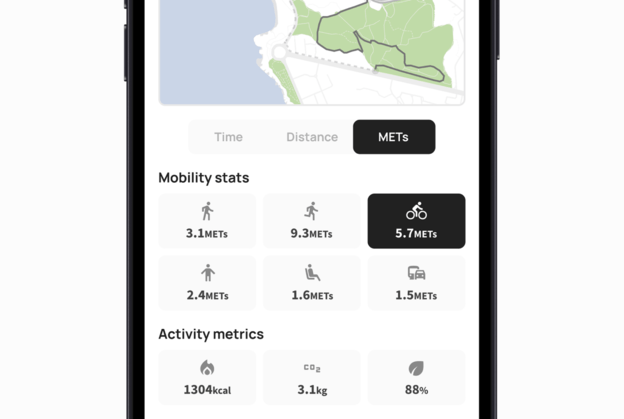 Time Distance METs
Mobility stats
3.1METs 9.3METs 5.7METs
2.4METs 1.6METs 1.5METs
Activity metrics
CO2
1304kcal 3.1kg 88%